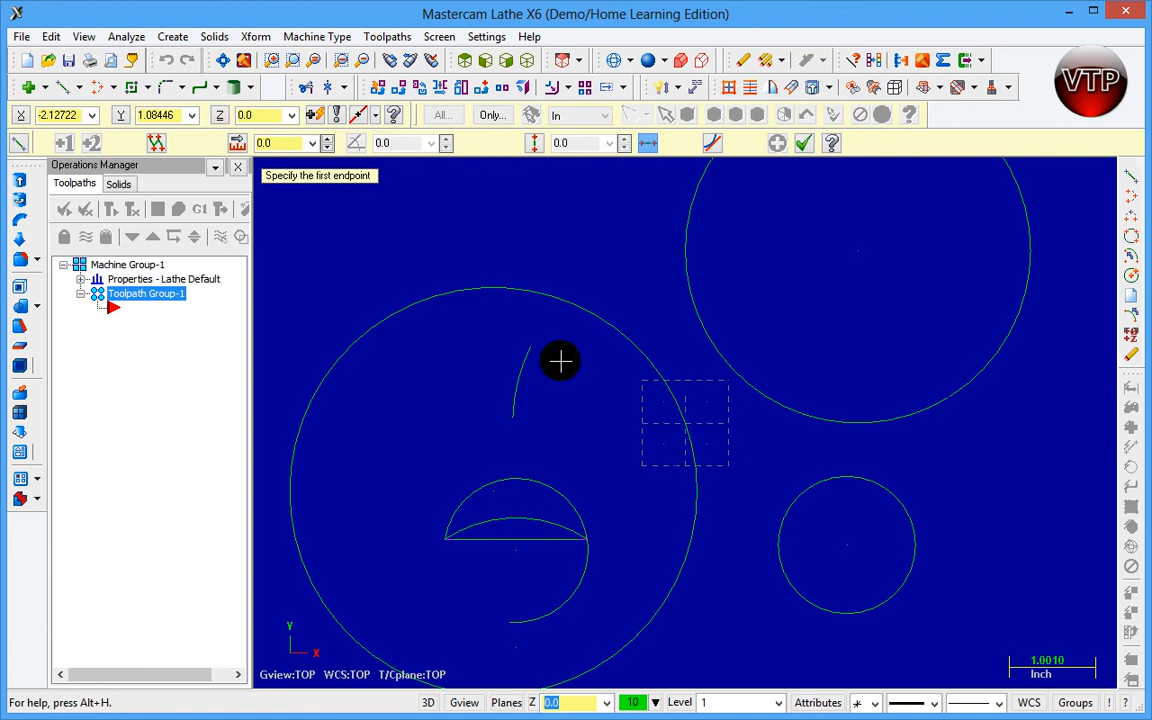 Mastercam Lathe X6 (Demo/Home Learning Edition)
File Edit View Analyze Create Solids Xform Machine Type Toolpaths Screen Settings Help
VTP
X -2.12722 Y 1.08446 Z 0.0 All... Only... In
+1 +2 0.0 0.0 0.0
Operations Manager
Toolpaths Solids
G1
Specify the first endpoint
Machine Group-1
Properties - Lathe Default
Toolpath Group-1
Y
X
Gview:TOP WCS:TOP T/Cplane:TOP
1.0010
Inch
For help, press Alt+H. 3D Gview Planes Z 0.0 10 Level 1 Attributes WCS Groups ! ?